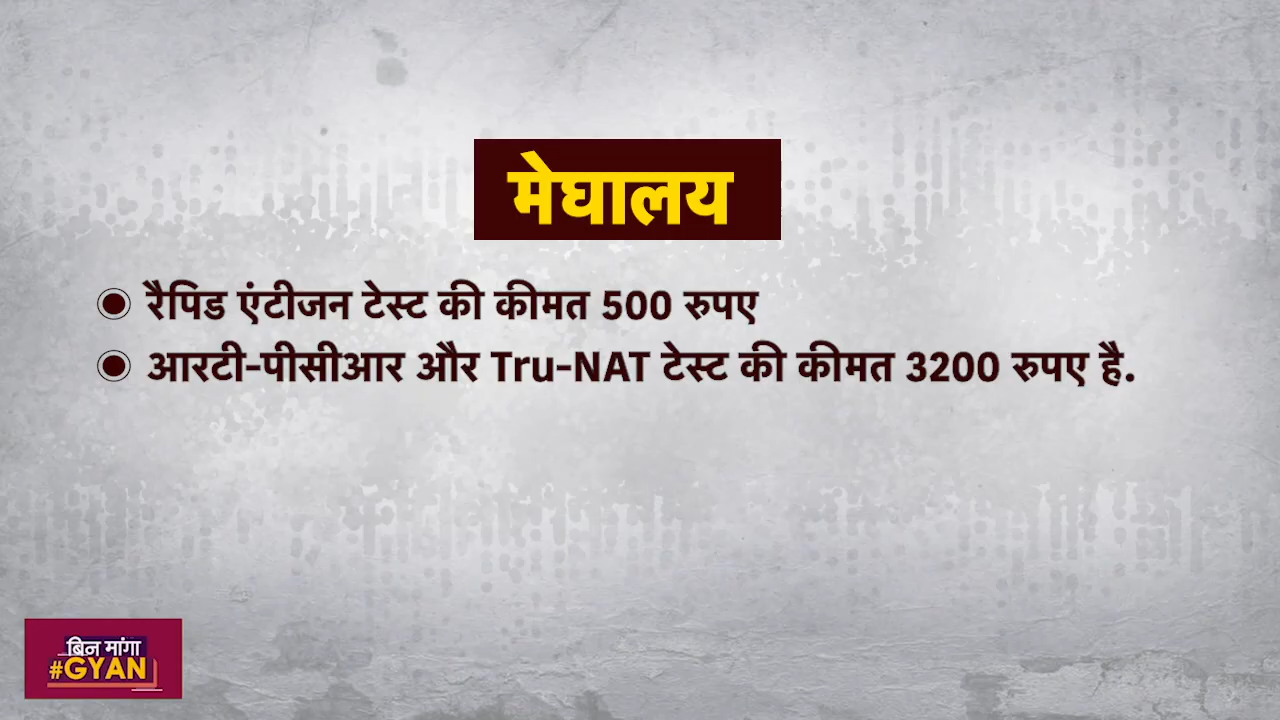 मेघालय
रैपिड एंटीजन टेस्ट की कीमत 500 रुपए
आरटी-पीसीआर और Tru-NAT टेस्ट की कीमत 3200 रुपए है.
बिन मांगा
#GYAN